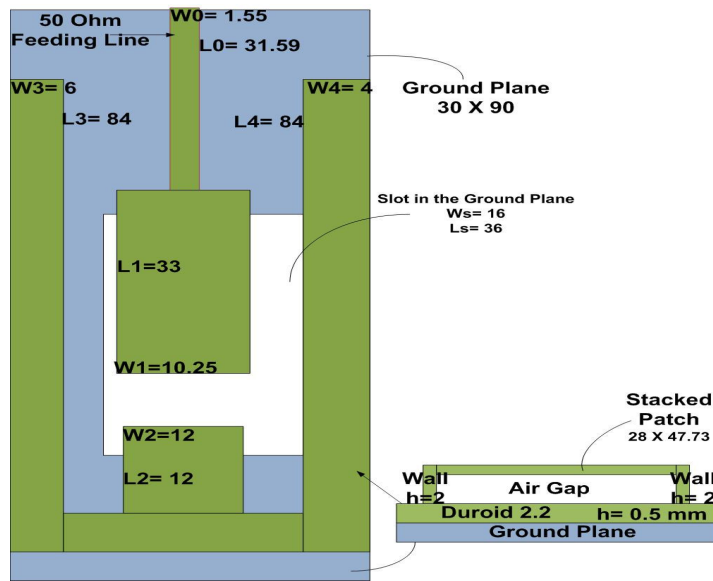 50 Ohm
Feeding Line
W0= 1.55
L0= 31.59
W3= 6
W4= 4
L3= 84
L4= 84
Ground Plane
30 X 90
Slot in the Ground Plane
Ws= 16
Ls= 36
L1=33
W1=10.25
W2=12
L2= 12
Stacked
Patch
28 X 47.73
Wall
h=2
Air Gap
Wall
h= 2
Duroid 2.2
h= 0.5 mm
Ground Plane